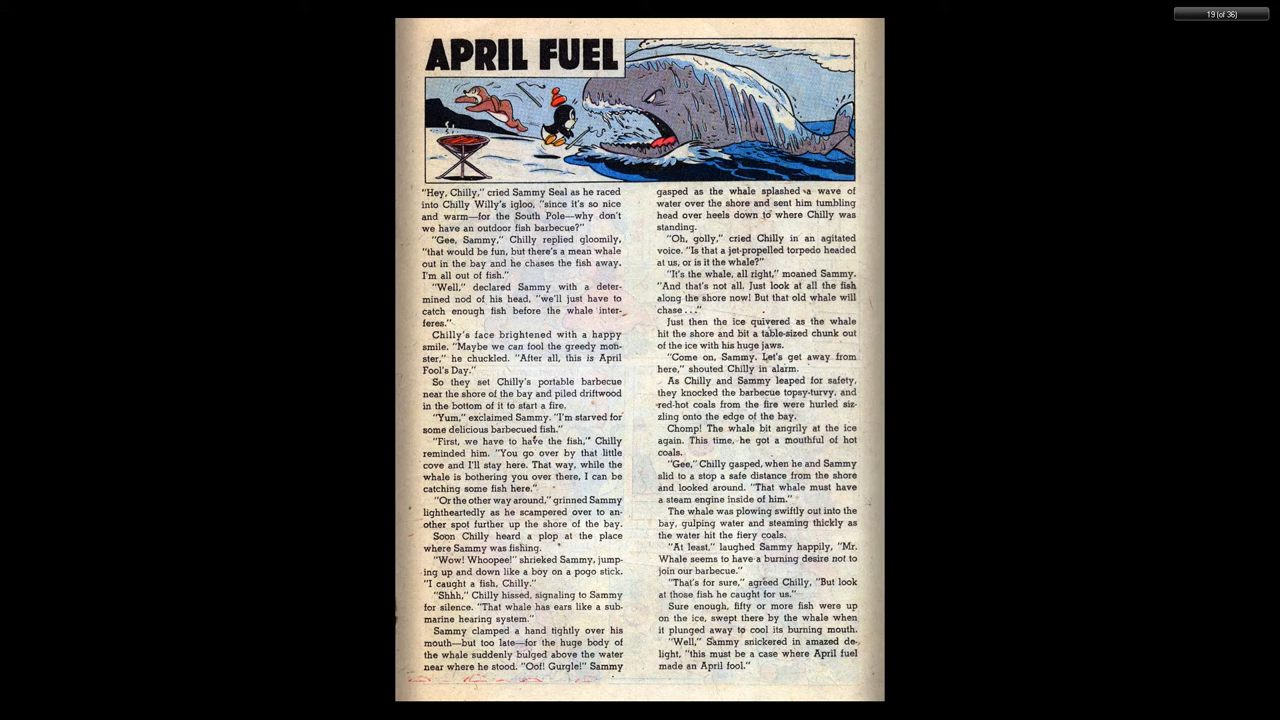 19 (of 36)
APRIL FUEL
"Hey, Chilly," cried Sammy Seal as he raced
into Chilly Willy's igloo, "since it's so nice
and warm—for the South Pole—why don't
we have an outdoor fish barbecue?"
"Gee, Sammy," Chilly replied gloomily,
"that would be fun, but there's a mean whale
out in the bay and he chases the fish away.
I'm all out of fish."
"Well," declared Sammy with a deter-
mined nod of his head, "we'll just have to
catch enough fish before the whale inter-
feres."
Chilly's face brightened with a happy
smile. "Maybe we can fool the greedy mon-
ster," he chuckled. "After all, this is April
Fool's Day."
So they set Chilly's portable barbecue
near the shore of the bay and piled driftwood
in the bottom of it to start a fire.
"Yum," exclaimed Sammy. "I'm starved for
some delicious barbecued fish."
"First, we have to have the fish," Chilly
reminded him. "You go over by that little
cove and I'll stay here. That way, while the
whale is bothering you over there, I can be
catching some fish here."
"Or the other way around," grinned Sammy
lightheartedly as he scampered over to an-
other spot further up the shore of the bay.
Soon Chilly heard a plop at the place
where Sammy was fishing.
"Wow! Whoopee!" shrieked Sammy, jump-
ing up and down like a boy on a pogo stick.
"I caught a fish, Chilly."
"Shhh," Chilly hissed, signaling to Sammy
for silence. "That whale has ears like a sub-
marine hearing system."
Sammy clamped a hand tightly over his
mouth—but too late—for the huge body of
the whale suddenly bulged above the water
near where he stood. "Oof! Gurgle!" Sammy
gasped as the whale splashed a wave of
water over the shore and sent him tumbling
head over heels down to where Chilly was
standing.
"Oh, golly," cried Chilly in an agitated
voice. "Is that a jet-propelled torpedo headed
at us, or is it the whale?"
"It's the whale, all right," moaned Sammy.
"And that's not all. Just look at all the fish
along the shore now! But that old whale will
chase . . ."
Just then the ice quivered as the whale
hit the shore and bit a table-sized chunk out
of the ice with his huge jaws.
"Come on, Sammy. Let's get away from
here," shouted Chilly in alarm.
As Chilly and Sammy leaped for safety,
they knocked the barbecue topsy-turvy, and
red-hot coals from the fire were hurled siz-
zling onto the edge of the bay.
Chomp! The whale bit angrily at the ice
again. This time, he got a mouthful of hot
coals.
"Gee," Chilly gasped, when he and Sammy
slid to a stop a safe distance from the shore
and looked around. "That whale must have
a steam engine inside of him."
The whale was plowing swiftly out into the
bay, gulping water and steaming thickly as
the water hit the fiery coals.
"At least," laughed Sammy happily, "Mr.
Whale seems to have a burning desire not to
join our barbecue."
"That's for sure," agreed Chilly, "But look
at those fish he caught for us."
Sure enough, fifty or more fish were up
on the ice, swept there by the whale when
it plunged away to cool its burning mouth.
"Well," Sammy snickered in amazed de-
light, "this must be a case where April fuel
made an April fool."